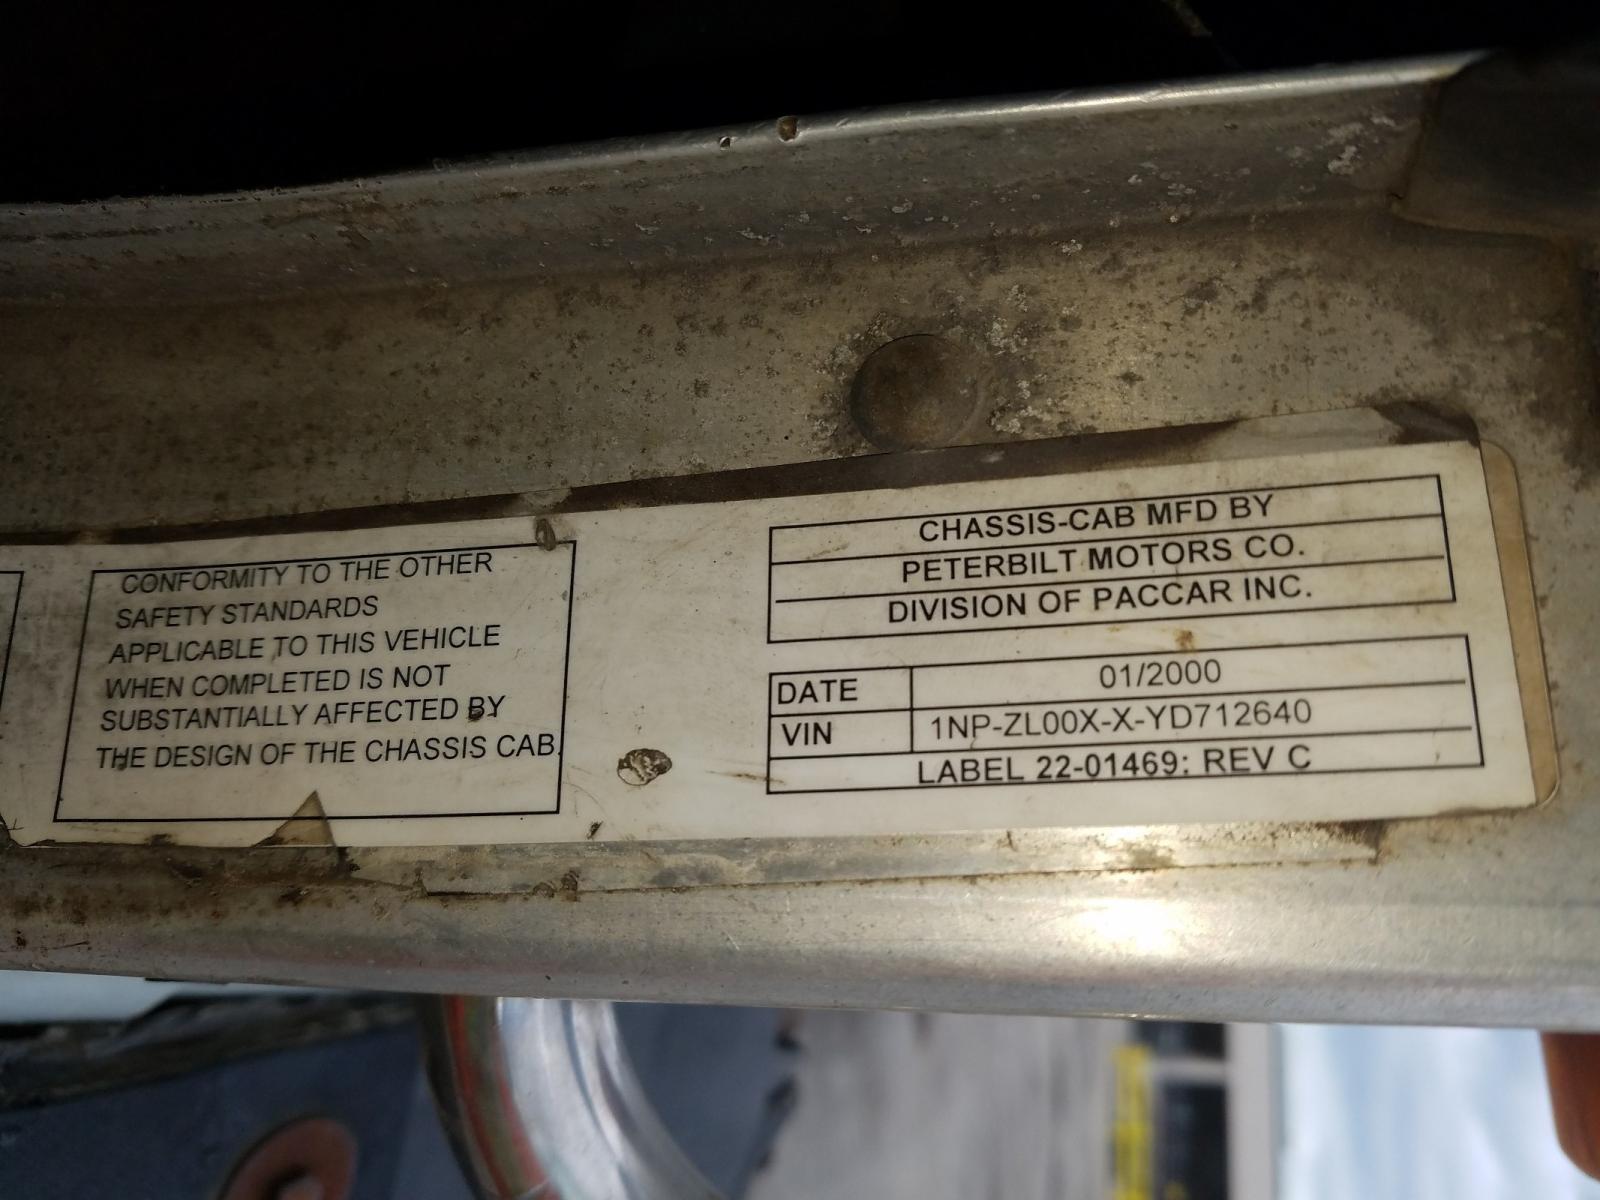 CONFORMITY TO THE OTHER
SAFETY STANDARDS
APPLICABLE TO THIS VEHICLE
WHEN COMPLETED IS NOT
SUBSTANTIALLY AFFECTED BY
THE DESIGN OF THE CHASSIS CAB.
CHASSIS-CAB MFD BY
PETERBILT MOTORS CO.
DIVISION OF PACCAR INC.
DATE 01/2000
VIN 1NP-ZL00X-X-YD712640
LABEL 22-01469: REV C